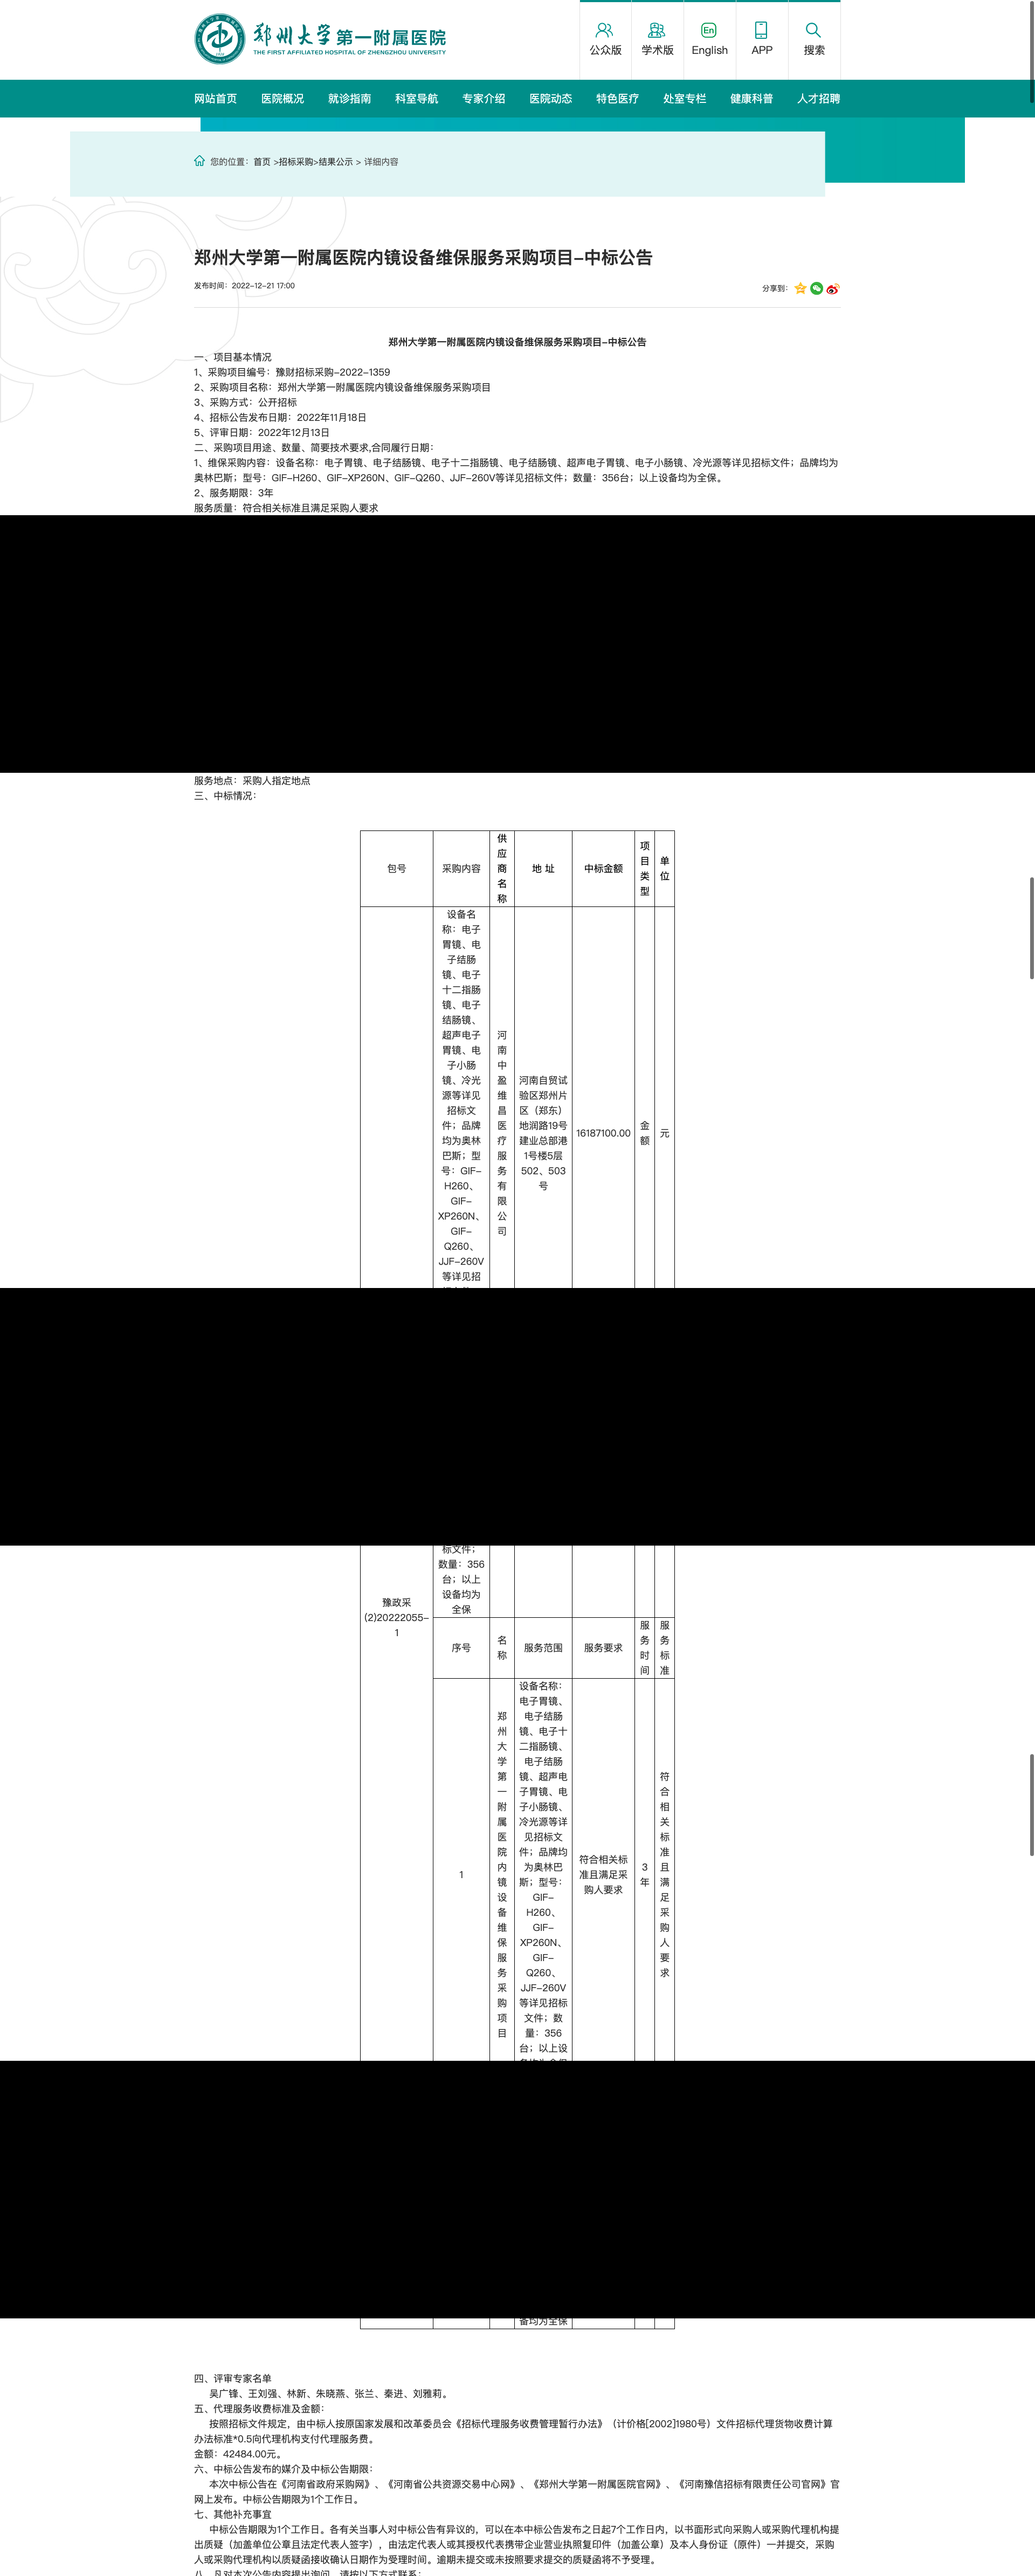 郑州大学第一附属医院
THE FIRST AFFILIATED HOSPITAL OF ZHENGZHOU UNIVERSITY
公众版
学术版
En
English
APP
搜索
网站首页 医院概况 就诊指南 科室导航 专家介绍 医院动态 特色医疗 处室专栏 健康科普 人才招聘
您的位置：首页 >招标采购>结果公示 > 详细内容
郑州大学第一附属医院内镜设备维保服务采购项目-中标公告
发布时间：2022-12-21 17:00
分享到：
郑州大学第一附属医院内镜设备维保服务采购项目-中标公告
一、项目基本情况
1、采购项目编号：豫财招标采购-2022-1359
2、采购项目名称：郑州大学第一附属医院内镜设备维保服务采购项目
3、采购方式：公开招标
4、招标公告发布日期：2022年11月18日
5、评审日期：2022年12月13日
二、采购项目用途、数量、简要技术要求,合同履行日期：
1、维保采购内容：设备名称：电子胃镜、电子结肠镜、电子十二指肠镜、电子结肠镜、超声电子胃镜、电子小肠镜、冷光源等详见招标文件；品牌均为
奥林巴斯；型号：GIF-H260、GIF-XP260N、GIF-Q260、JJF-260V等详见招标文件；数量：356台；以上设备均为全保。
2、服务期限：3年
服务质量：符合相关标准且满足采购人要求
服务地点：采购人指定地点
三、中标情况：
包号
采购内容
供
应
商
名
称
地 址
中标金额
项
目
类
型
单
位
设备名
称：电子
胃镜、电
子结肠
镜、电子
十二指肠
镜、电子
结肠镜、
超声电子
胃镜、电
子小肠
镜、冷光
源等详见
招标文
件；品牌
均为奥林
巴斯；型
号：GIF-
H260、
GIF-
XP260N、
GIF-
Q260、
JJF-260V
等详见招
河
南
中
盈
维
昌
医
疗
服
务
有
限
公
司
河南自贸试
验区郑州片
区（郑东）
地润路19号
建业总部港
1号楼5层
502、503
号
16187100.00
金
额
元
标文件；
数量：356
台；以上
设备均为
全保
豫政采
(2)20222055-
1
序号
名
称
服务范围
服务要求
服
务
时
间
服
务
标
准
1
郑
州
大
学
第
一
附
属
医
院
内
镜
设
备
维
保
服
务
采
购
项
目
设备名称：
电子胃镜、
电子结肠
镜、电子十
二指肠镜、
电子结肠
镜、超声电
子胃镜、电
子小肠镜、
冷光源等详
见招标文
件；品牌均
为奥林巴
斯；型号：
GIF-
H260、
GIF-
XP260N、
GIF-
Q260、
JJF-260V
等详见招标
文件；数
量：356
台；以上设
备均为全保
符合相关标
准且满足采
购人要求
3
年
符
合
相
关
标
准
且
满
足
采
购
人
要
求
备均为全保
四、评审专家名单
吴广锋、王刘强、林新、朱晓燕、张兰、秦进、刘雅莉。
五、代理服务收费标准及金额：
按照招标文件规定，由中标人按原国家发展和改革委员会《招标代理服务收费管理暂行办法》（计价格[2002]1980号）文件招标代理货物收费计算
办法标准*0.5向代理机构支付代理服务费。
金额：42484.00元。
六、中标公告发布的媒介及中标公告期限：
本次中标公告在《河南省政府采购网》、《河南省公共资源交易中心网》、《郑州大学第一附属医院官网》、《河南豫信招标有限责任公司官网》官
网上发布。中标公告期限为1个工作日。
七、其他补充事宜
中标公告期限为1个工作日。各有关当事人对中标公告有异议的，可以在本中标公告发布之日起7个工作日内，以书面形式向采购人或采购代理机构提
出质疑（加盖单位公章且法定代表人签字），由法定代表人或其授权代表携带企业营业执照复印件（加盖公章）及本人身份证（原件）一并提交，采购
人或采购代理机构以质疑函接收确认日期作为受理时间。逾期未提交或未按照要求提交的质疑函将不予受理。
八、凡对本次公告内容提出询问，请按以下方式联系：